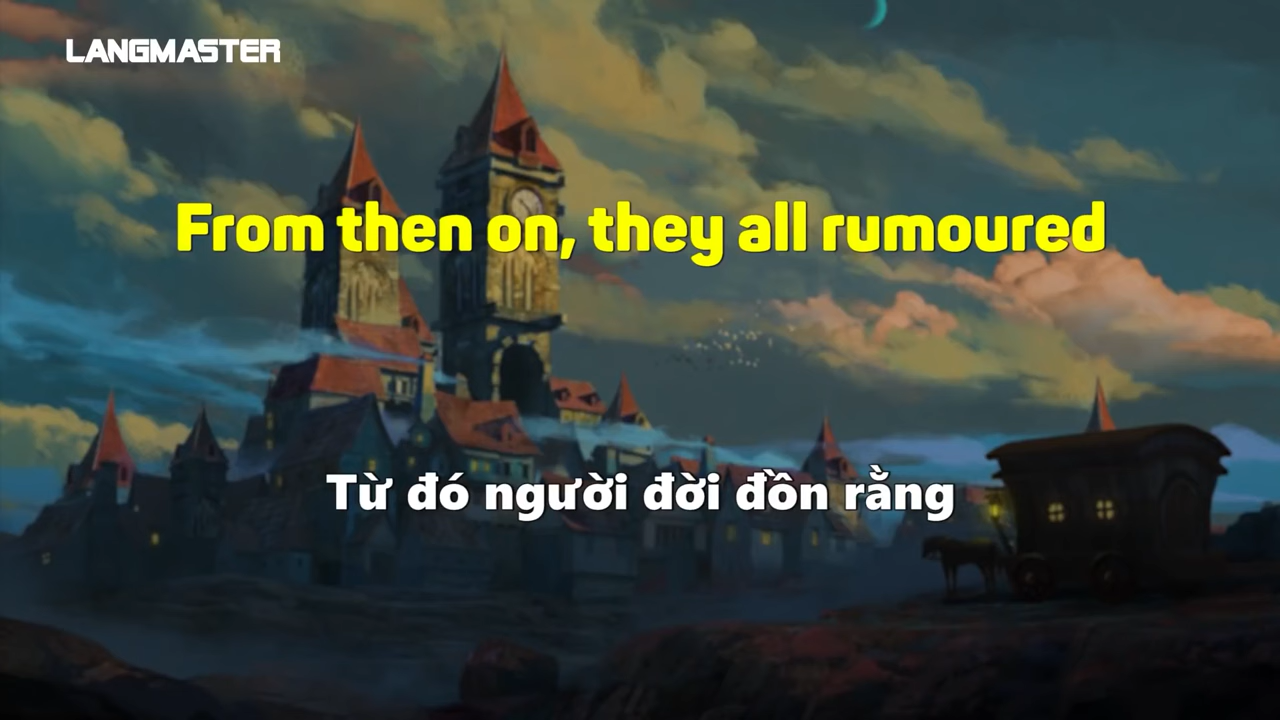 LANGMASTER
From then on, they all rumoured
Từ đó người đời đồn rằng